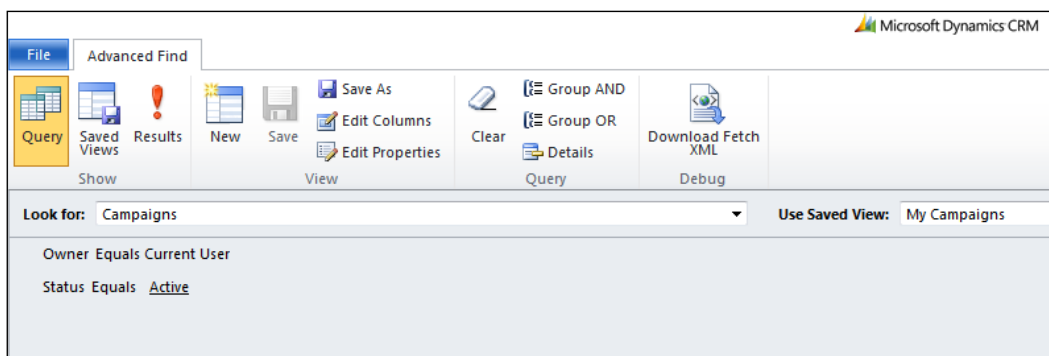 Microsoft Dynamics CRM
File Advanced Find
Query
Saved Views
Results
New
Save
Save As
Edit Columns
Edit Properties
Clear
Group AND
Group OR
Details
Download Fetch XML
Show View Query Debug
Look for: Campaigns Use Saved View: My Campaigns
Owner Equals Current User
Status Equals Active